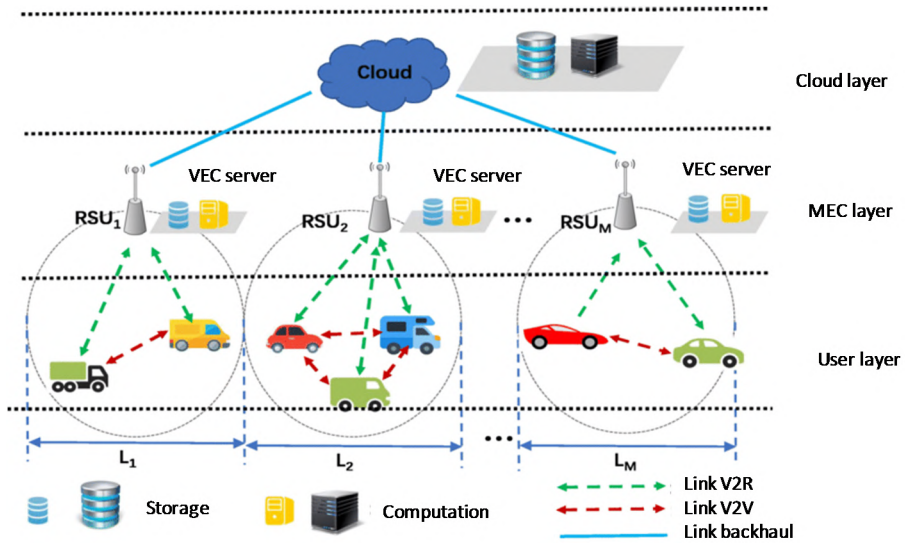 Cloud
Cloud layer
VEC server
VEC server
VEC server
RSU1
RSU2
...
RSUM
MEC layer
User layer
...
L1
L2
LM
Storage
Computation
Link V2R
Link V2V
Link backhaul